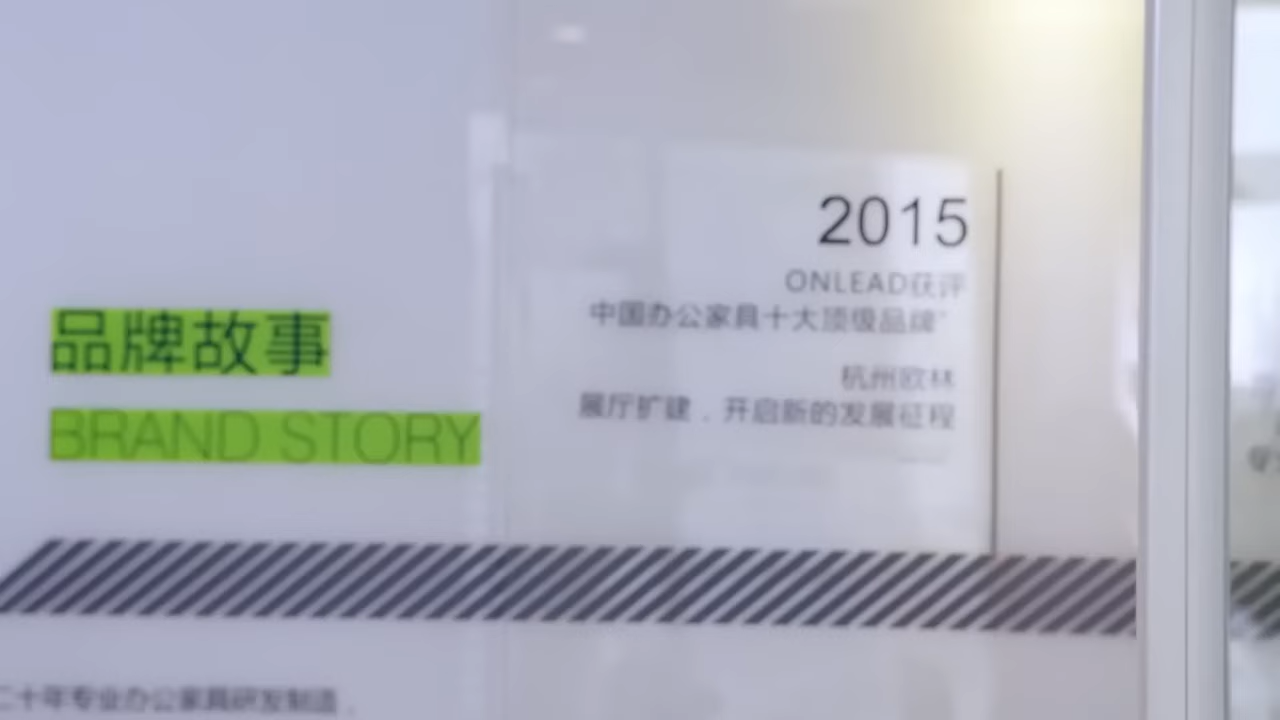 品牌故事
BRAND STORY
2015
ONLEAD获评
中国办公家具十大顶级品牌"
杭州欧林
展厅扩建，开启新的发展征程
二十年专业办公家具研发制造，